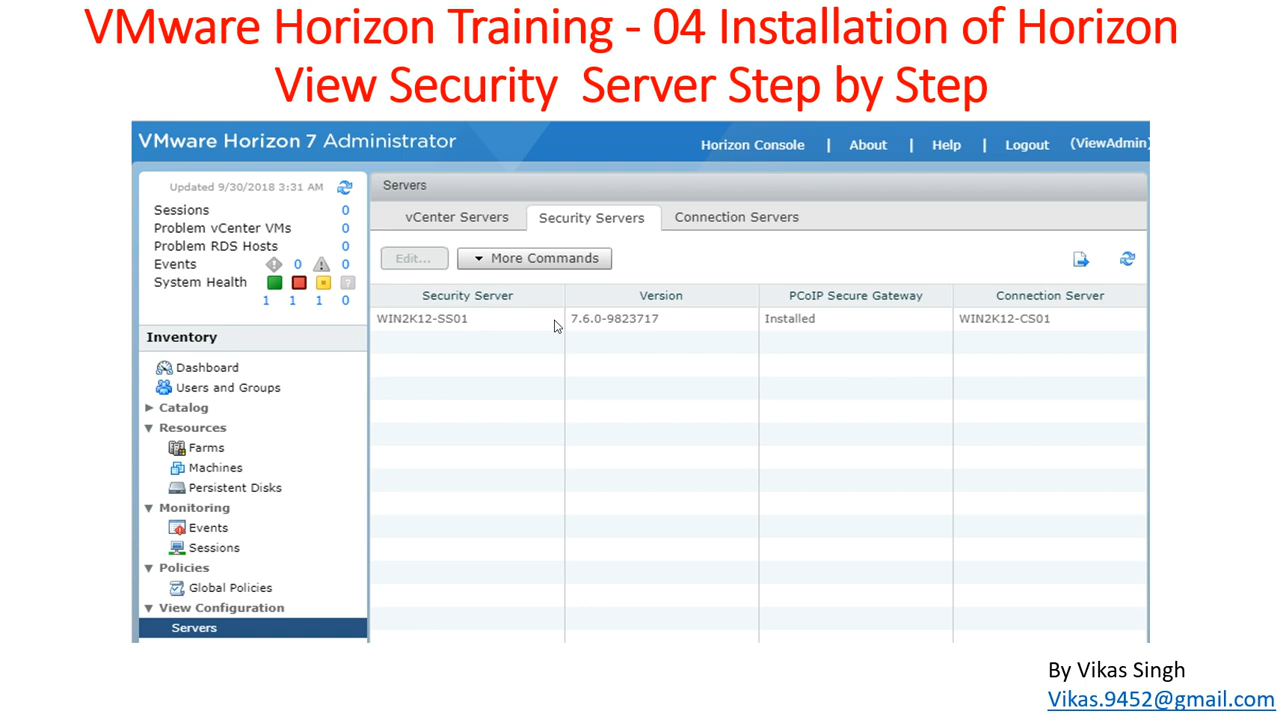 VMware Horizon Training - 04 Installation of Horizon
View Security Server Step by Step
VMware Horizon 7 Administrator
Horizon Console | About | Help | Logout (ViewAdmin)
Updated 9/30/2018 3:31 AM
Sessions 0
Problem vCenter VMs 0
Problem RDS Hosts 0
Events 0 0
System Health
1 1 1 0
Inventory
Dashboard
Users and Groups
Catalog
Resources
Farms
Machines
Persistent Disks
Monitoring
Events
Sessions
Policies
Global Policies
View Configuration
Servers
Servers
vCenter Servers Security Servers Connection Servers
Edit... More Commands
Security Server Version PCoIP Secure Gateway Connection Server
WIN2K12-SS01 7.6.0-9823717 Installed WIN2K12-CS01
By Vikas Singh
Vikas.9452@gmail.com